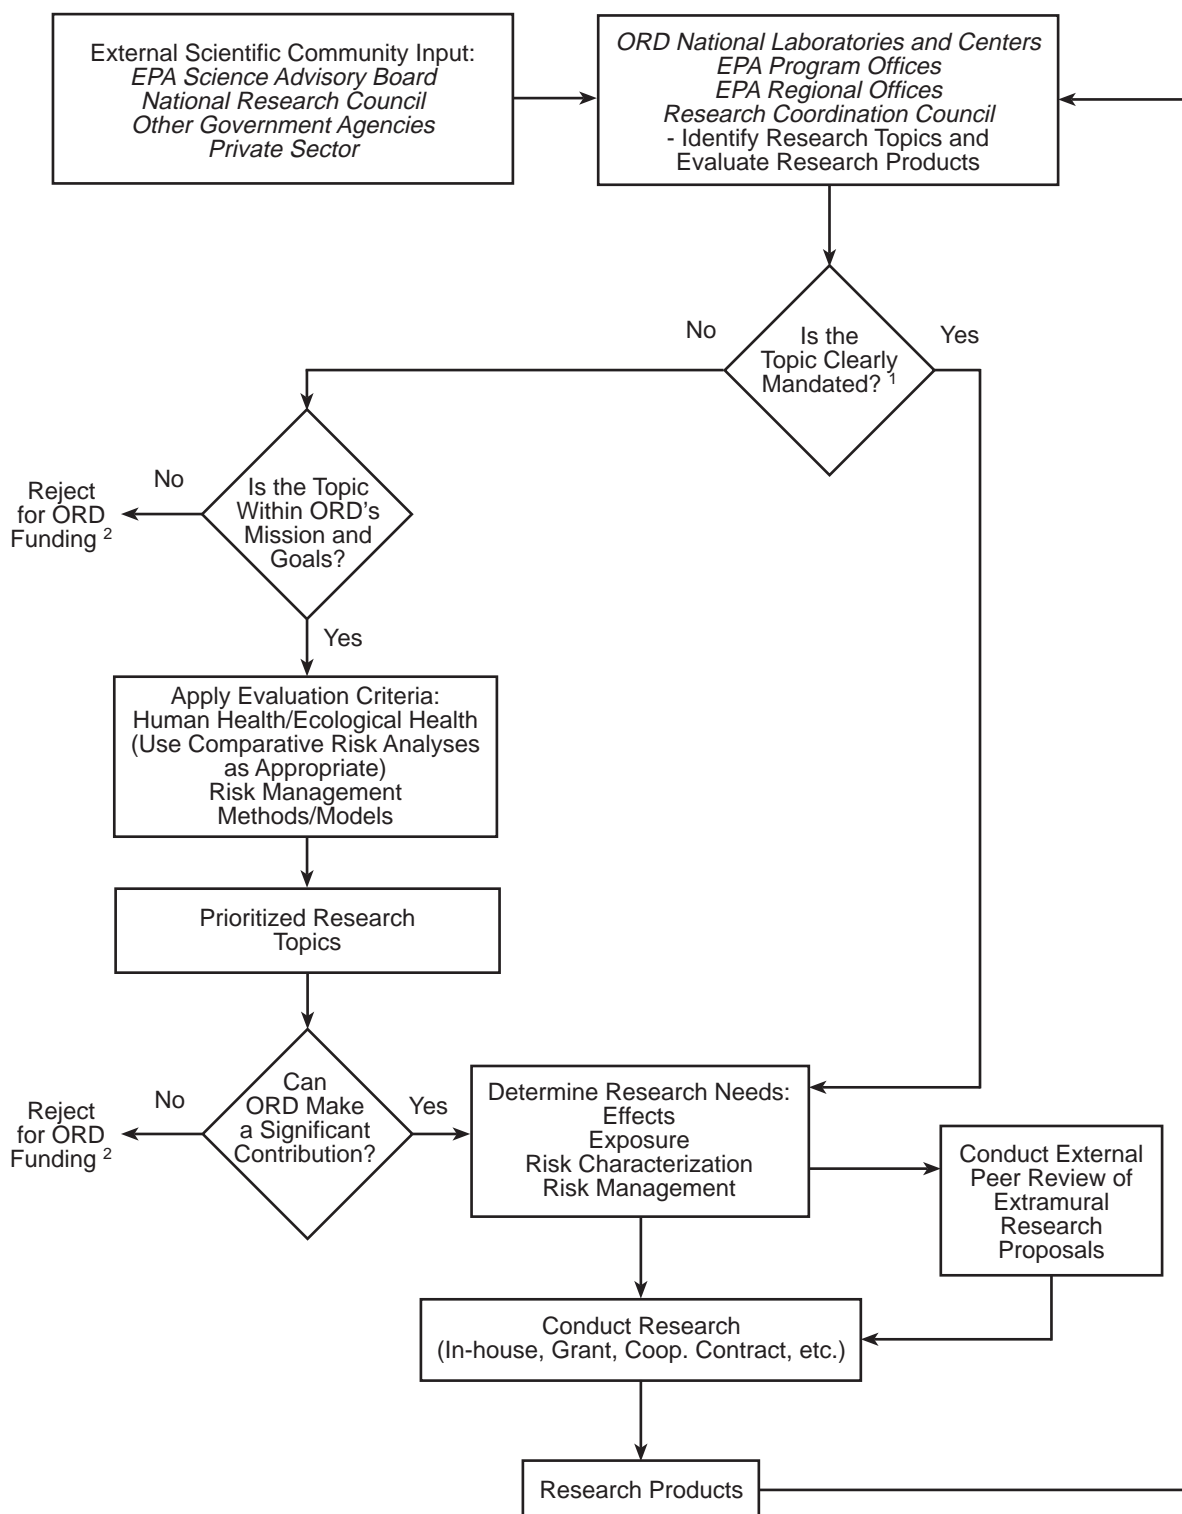 External Scientific Community Input:
EPA Science Advisory Board
National Research Council
Other Government Agencies
Private Sector
ORD National Laboratories and Centers
EPA Program Offices
EPA Regional Offices
Research Coordination Council
- Identify Research Topics and
Evaluate Research Products
No
Is the
Topic Clearly
Mandated? 1
Yes
No
Reject
for ORD
Funding 2
Is the Topic
Within ORD's
Mission and
Goals?
Yes
Apply Evaluation Criteria:
Human Health/Ecological Health
(Use Comparative Risk Analyses
as Appropriate)
Risk Management
Methods/Models
Prioritized Research
Topics
Reject
for ORD
Funding 2
No
Can
ORD Make
a Significant
Contribution?
Yes
Determine Research Needs:
Effects
Exposure
Risk Characterization
Risk Management
Conduct External
Peer Review of
Extramural
Research
Proposals
Conduct Research
(In-house, Grant, Coop. Contract, etc.)
Research Products